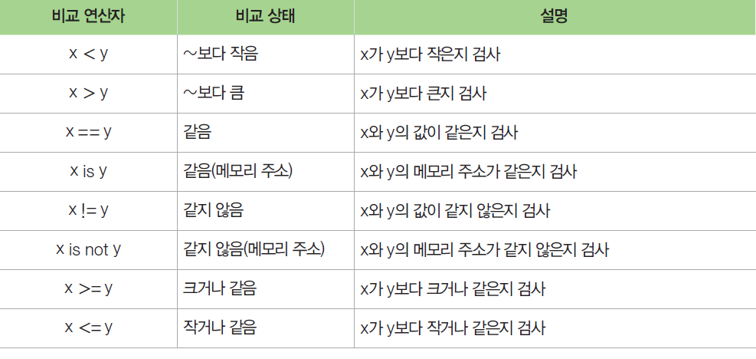 비교 연산자 비교 상태 설명
x < y ~보다 작음 x가 y보다 작은지 검사
x > y ~보다 큼 x가 y보다 큰지 검사
x == y 같음 x와 y의 값이 같은지 검사
x is y 같음(메모리 주소) x와 y의 메모리 주소가 같은지 검사
x != y 같지 않음 x와 y의 값이 같지 않은지 검사
x is not y 같지 않음(메모리 주소) x와 y의 메모리 주소가 같지 않은지 검사
x >= y 크거나 같음 x가 y보다 크거나 같은지 검사
x <= y 작거나 같음 x가 y보다 작거나 같은지 검사